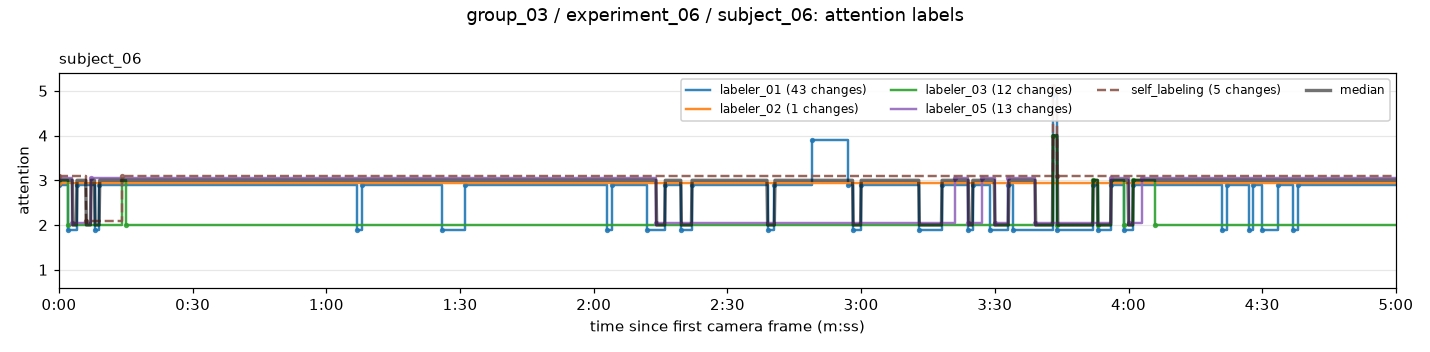 group_03 / experiment_06 / subject_06: attention labels
subject_06
labeler_01 (43 changes)
labeler_02 (1 changes)
labeler_03 (12 changes)
labeler_05 (13 changes)
self_labeling (5 changes)
median
attention
5
4
3
2
1
0:00 0:30 1:00 1:30 2:00 2:30 3:00 3:30 4:00 4:30 5:00
time since first camera frame (m:ss)